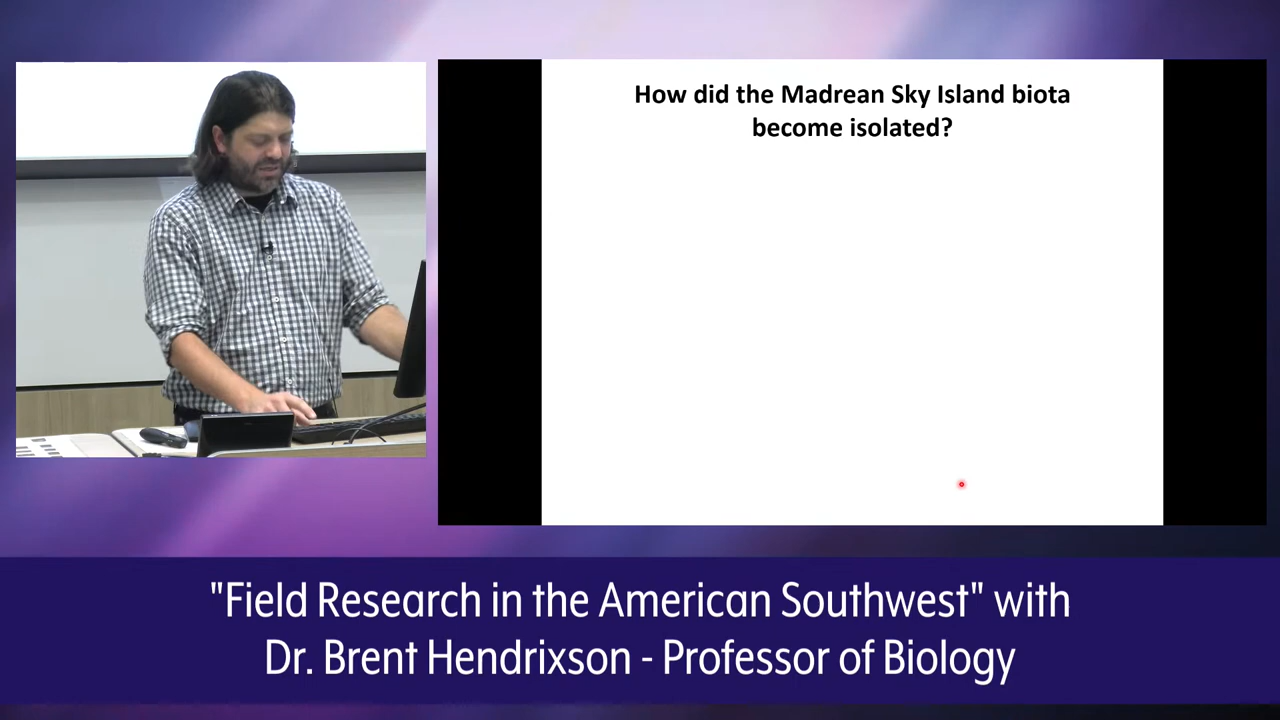 How did the Madrean Sky Island biota
become isolated?
"Field Research in the American Southwest" with
Dr. Brent Hendrixson - Professor of Biology